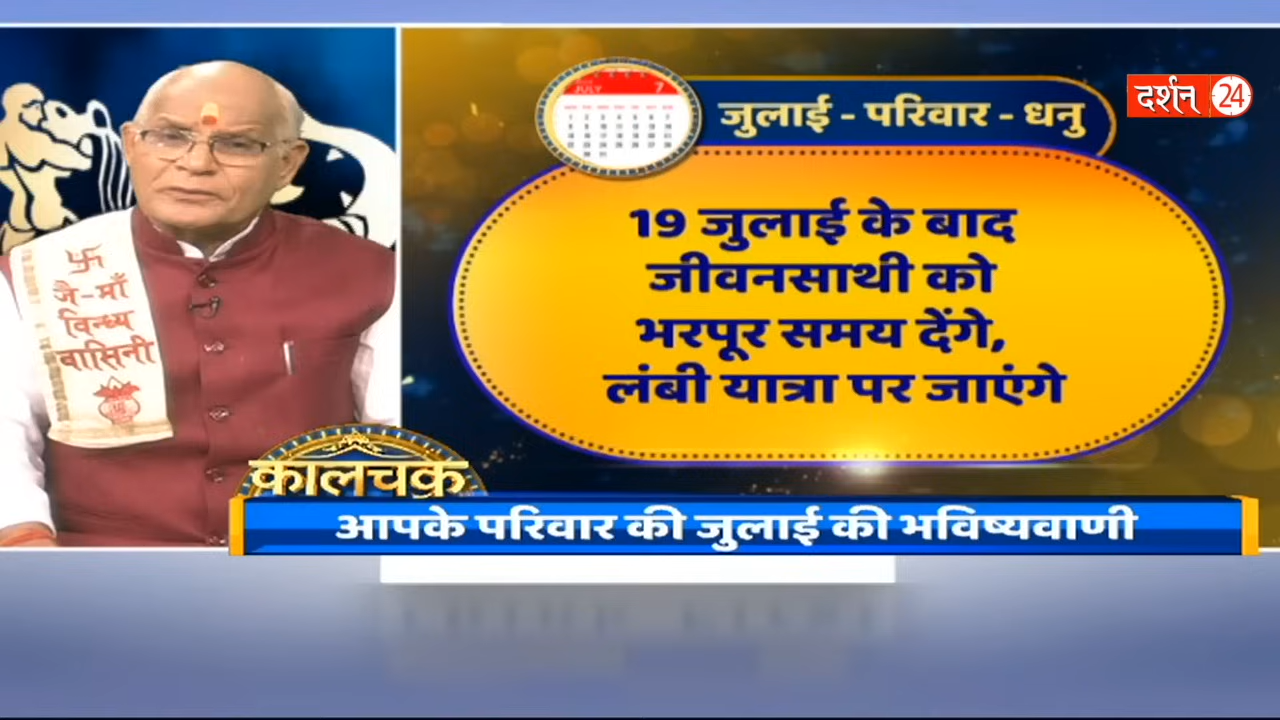 जुलाई - परिवार - धनु
दर्शन 24
JULY 7
19 जुलाई के बाद
जीवनसाथी को
भरपूर समय देंगे,
लंबी यात्रा पर जाएंगे
जै-माँ
विन्ध्य
वासिनी
कालचक्र
आपके परिवार की जुलाई की भविष्यवाणी